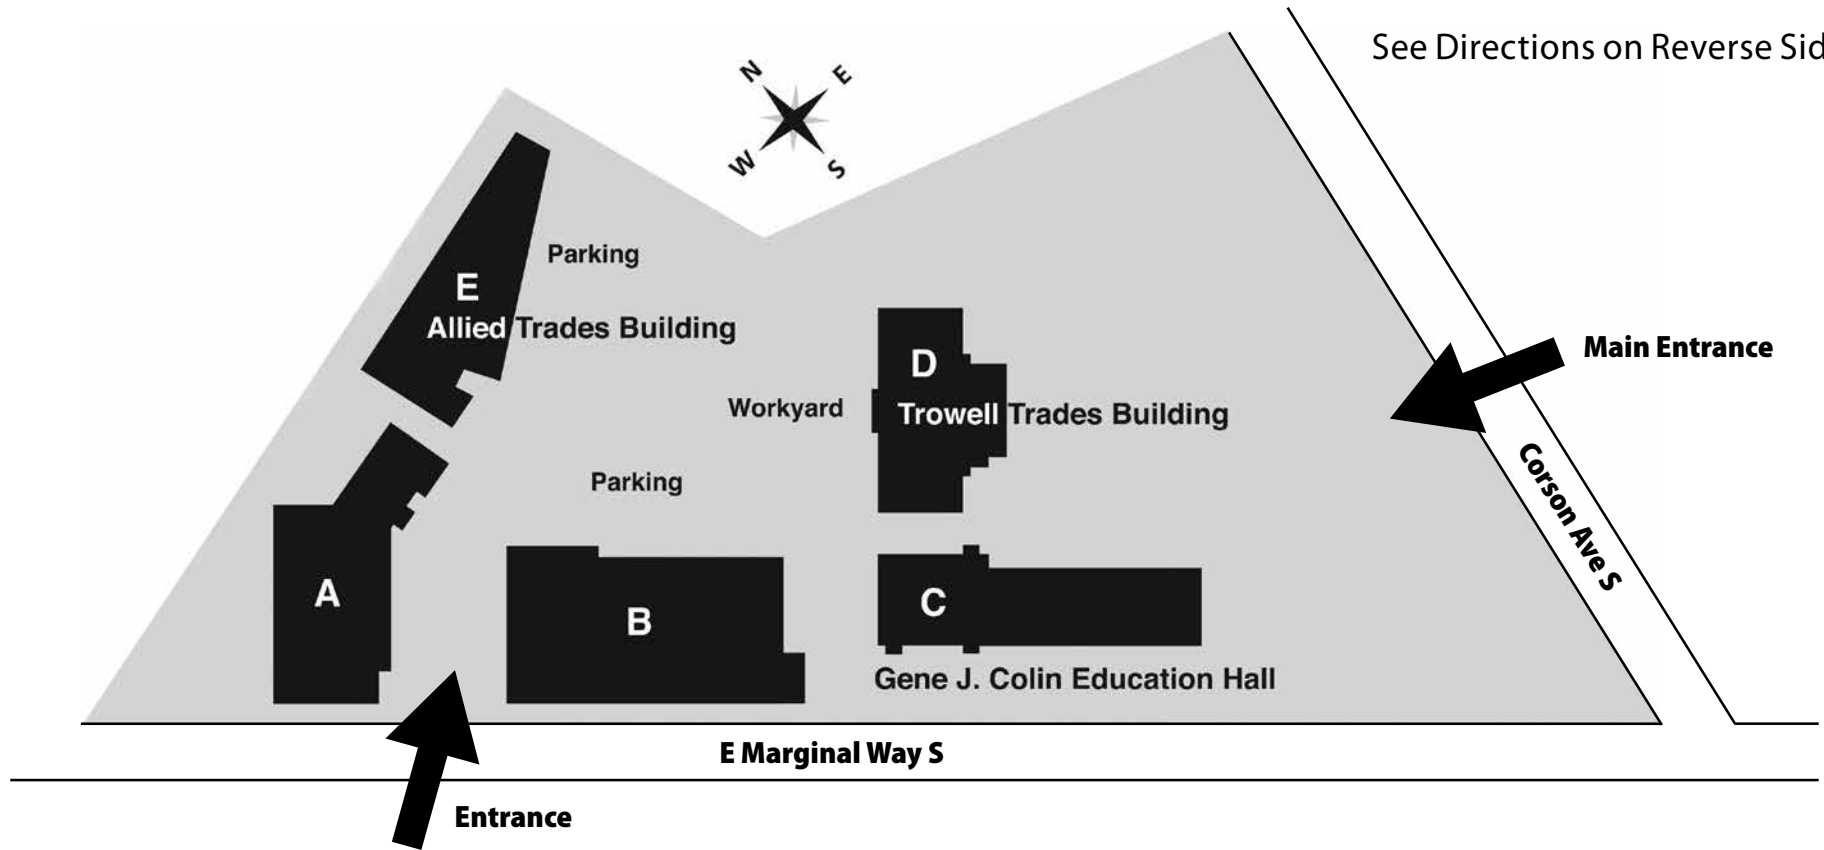 See Directions on Reverse Sid
N
E
W
S
Parking
E
Allied Trades Building
D
Main Entrance
Workyard
Trowell Trades Building
Parking
Corson Ave S
A
B
C
Gene J. Colin Education Hall
E Marginal Way S
Entrance